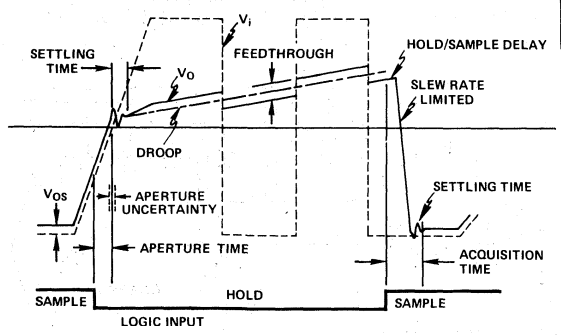 Vi
SETTLING
TIME
FEEDTHROUGH
HOLD/SAMPLE DELAY
VO
SLEW RATE
LIMITED
DROOP
VOS
APERTURE
UNCERTAINTY
SETTLING TIME
APERTURE TIME
ACQUISITION
TIME
SAMPLE
HOLD
SAMPLE
LOGIC INPUT